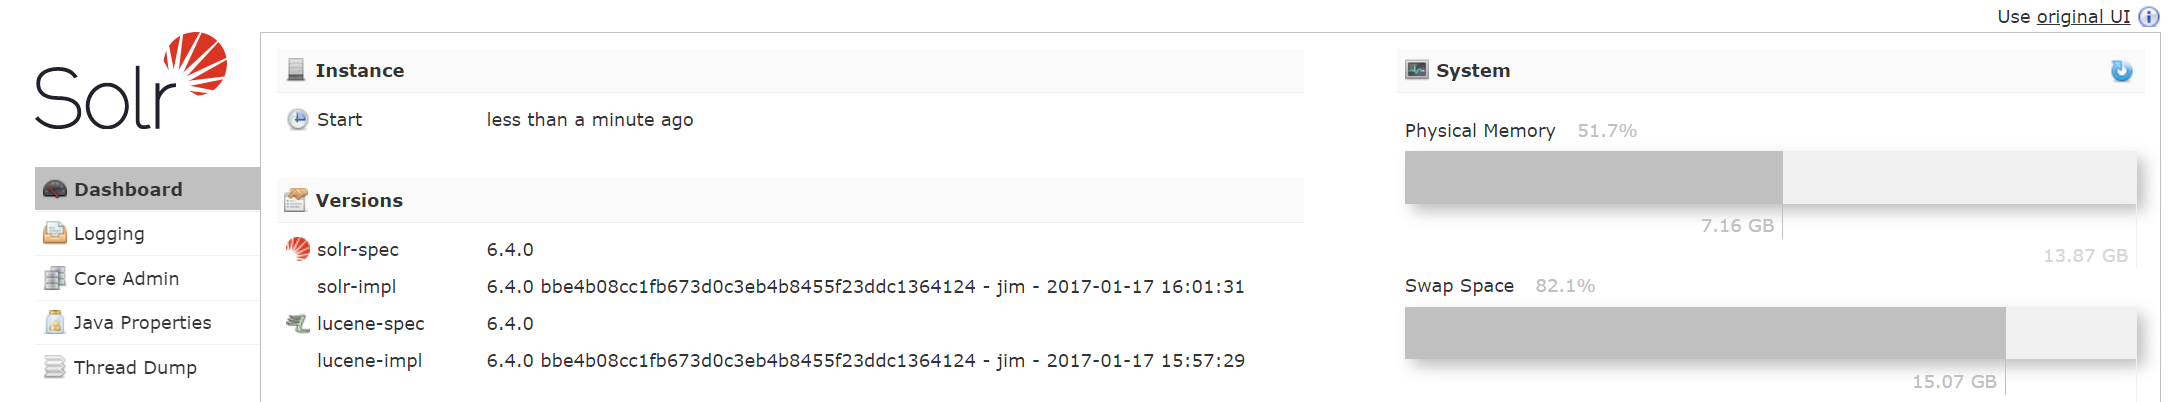 Use original UI
Solr
Dashboard
Logging
Core Admin
Java Properties
Thread Dump
Instance
Start less than a minute ago
Versions
solr-spec 6.4.0
solr-impl 6.4.0 bbe4b08cc1fb673d0c3eb4b8455f23ddc1364124 - jim - 2017-01-17 16:01:31
lucene-spec 6.4.0
lucene-impl 6.4.0 bbe4b08cc1fb673d0c3eb4b8455f23ddc1364124 - jim - 2017-01-17 15:57:29
System
Physical Memory 51.7%
7.16 GB
13.87 GB
Swap Space 82.1%
15.07 GB